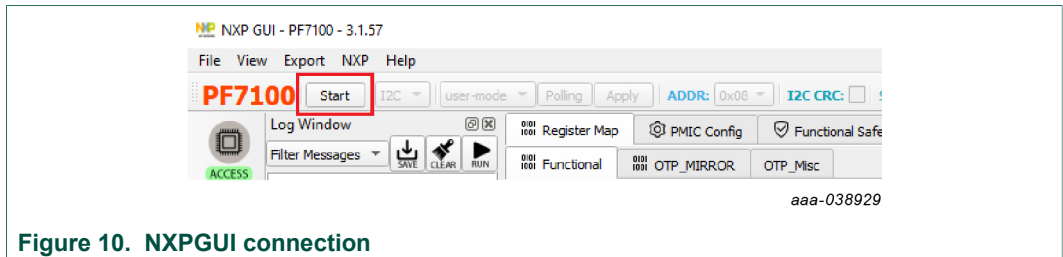 NXP GUI - PF7100 - 3.1.57
File View Export NXP Help
PF7100 Start I2C user-mode Polling Apply ADDR: 0x08 I2C CRC:
Log Window Register Map PMIC Config Functional Safe
Filter Messages SAVE CLEAR RUN Functional OTP_MIRROR OTP_Misc
ACCESS
aaa-038929
Figure 10. NXPGUI connection